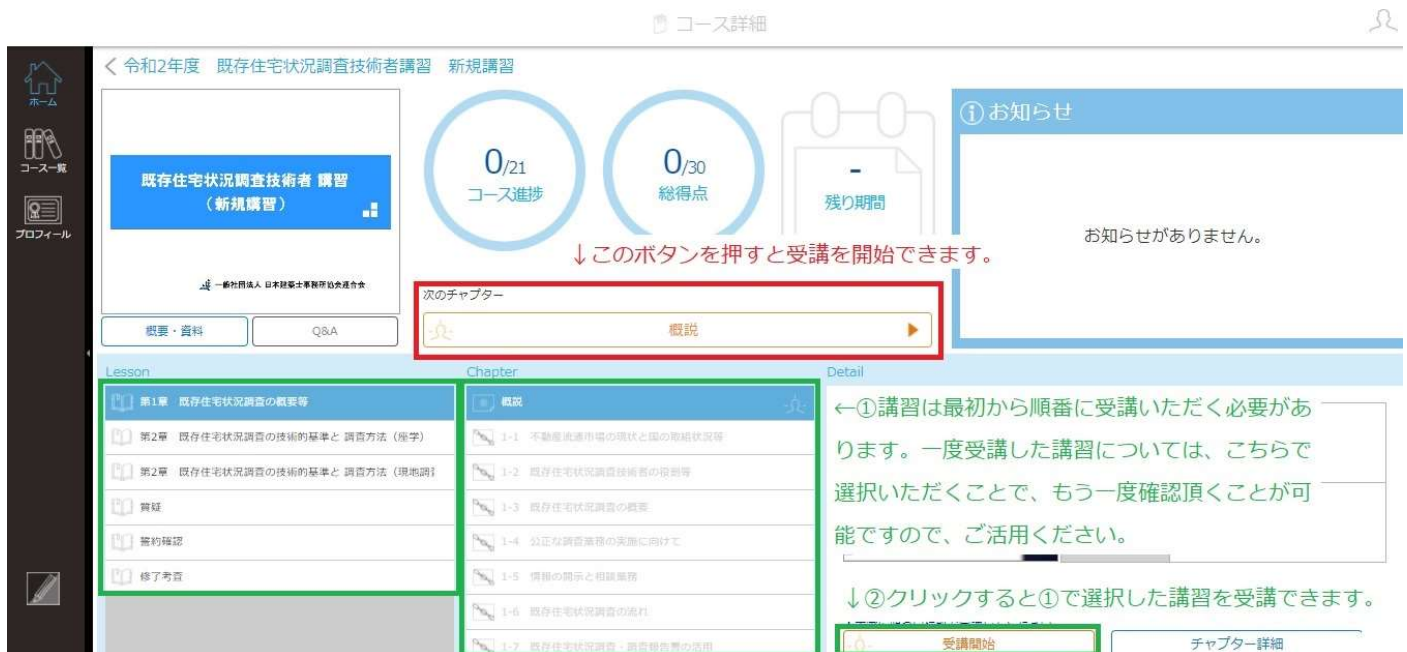 コース詳細
令和2年度　既存住宅状況調査技術者講習　新規講習
ホーム
コース一覧
プロフィール
既存住宅状況調査技術者 講習
（新規講習）
一般社団法人 日本建築士事務所協会連合会
概要・資料
Q&A
0/21
コース進捗
0/30
総得点
-
残り期間
お知らせ
お知らせがありません。
↓このボタンを押すと受講を開始できます。
次のチャプター
概説
Lesson
第1章　既存住宅状況調査の概要等
第2章　既存住宅状況調査の技術的基準と 調査方法（座学）
第2章　既存住宅状況調査の技術的基準と 調査方法（現地調
質疑
誓約確認
修了考査
Chapter
概説
1-1　不動産流通市場の現状と国の取組状況等
1-2　既存住宅状況調査技術者の役割等
1-3　既存住宅状況調査の概要
1-4　公正な調査業務の実施に向けて
1-5　情報の開示と相談業務
1-6　既存住宅状況調査の流れ
1-7　既存住宅状況調査・調査報告書の活用
Detail
←①講習は最初から順番に受講いただく必要があ
ります。一度受講した講習については、こちらで
選択いただくことで、もう一度確認頂くことが可
能ですので、ご活用ください。
↓②クリックすると①で選択した講習を受講できます。
受講開始
チャプター詳細